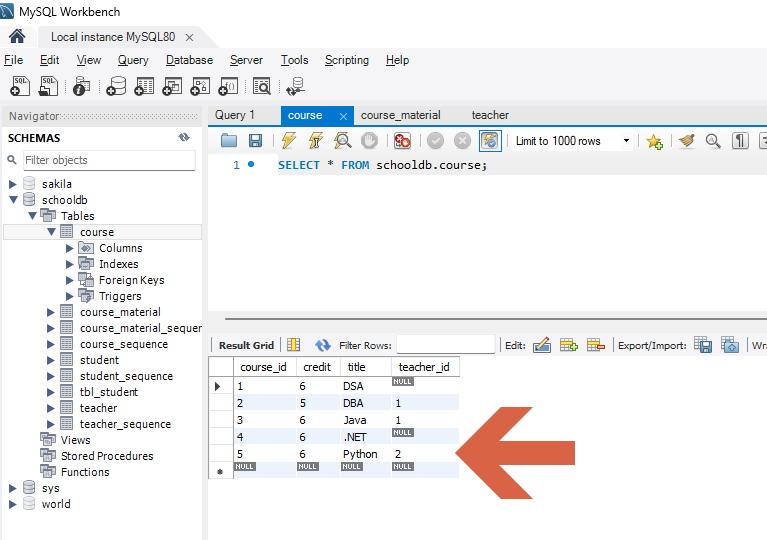 MySQL Workbench
Local instance MySQL80
File Edit View Query Database Server Tools Scripting Help
Navigator
SCHEMAS
Filter objects
sakila
schooldb
Tables
course
Columns
Indexes
Foreign Keys
Triggers
course_material
course_material_sequen
course_sequence
student
student_sequence
tbl_student
teacher
teacher_sequence
Views
Stored Procedures
Functions
sys
world
Query 1 course course_material teacher
Limit to 1000 rows
1 SELECT * FROM schooldb.course;
Result Grid Filter Rows: Edit: Export/Import: Wra
course_id credit title teacher_id
1 6 DSA NULL
2 5 DBA 1
3 6 Java 1
4 6 .NET NULL
5 6 Python 2
NULL NULL NULL NULL